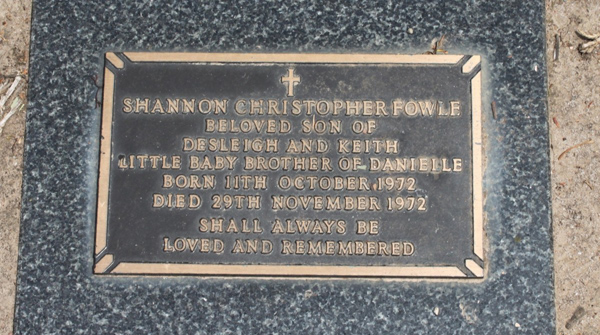 SHANNON CHRISTOPHER FOWLE
BELOVED SON OF
DESLEIGH AND KEITH
LITTLE BABY BROTHER OF DANIELLE
BORN 11TH OCTOBER 1972
DIED 29TH NOVEMBER 1972
SHALL ALWAYS BE
LOVED AND REMEMBERED